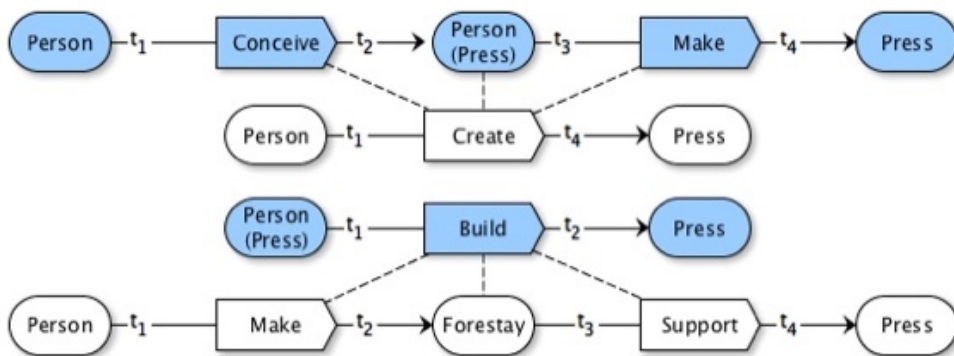 Person t₁ Conceive t₂ Person (Press) t₃ Make t₄ Press
Person t₁ Create t₄ Press
Person (Press) t₁ Build t₂ Press
Person t₁ Make t₂ Forestay t₃ Support t₄ Press